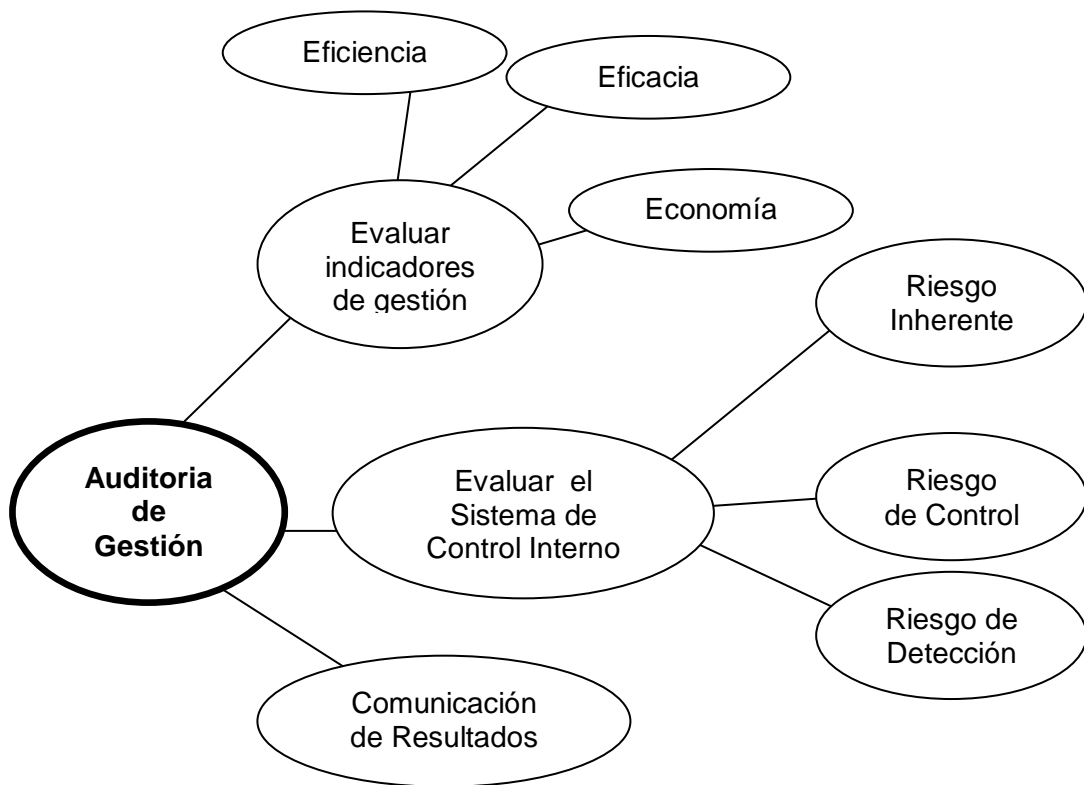 Eficiencia
Eficacia
Economía
Evaluar
indicadores
de gestión
Riesgo
Inherente
Auditoria
de
Gestión
Evaluar  el
Sistema de
Control Interno
Riesgo
de Control
Riesgo de
Detección
Comunicación
de Resultados